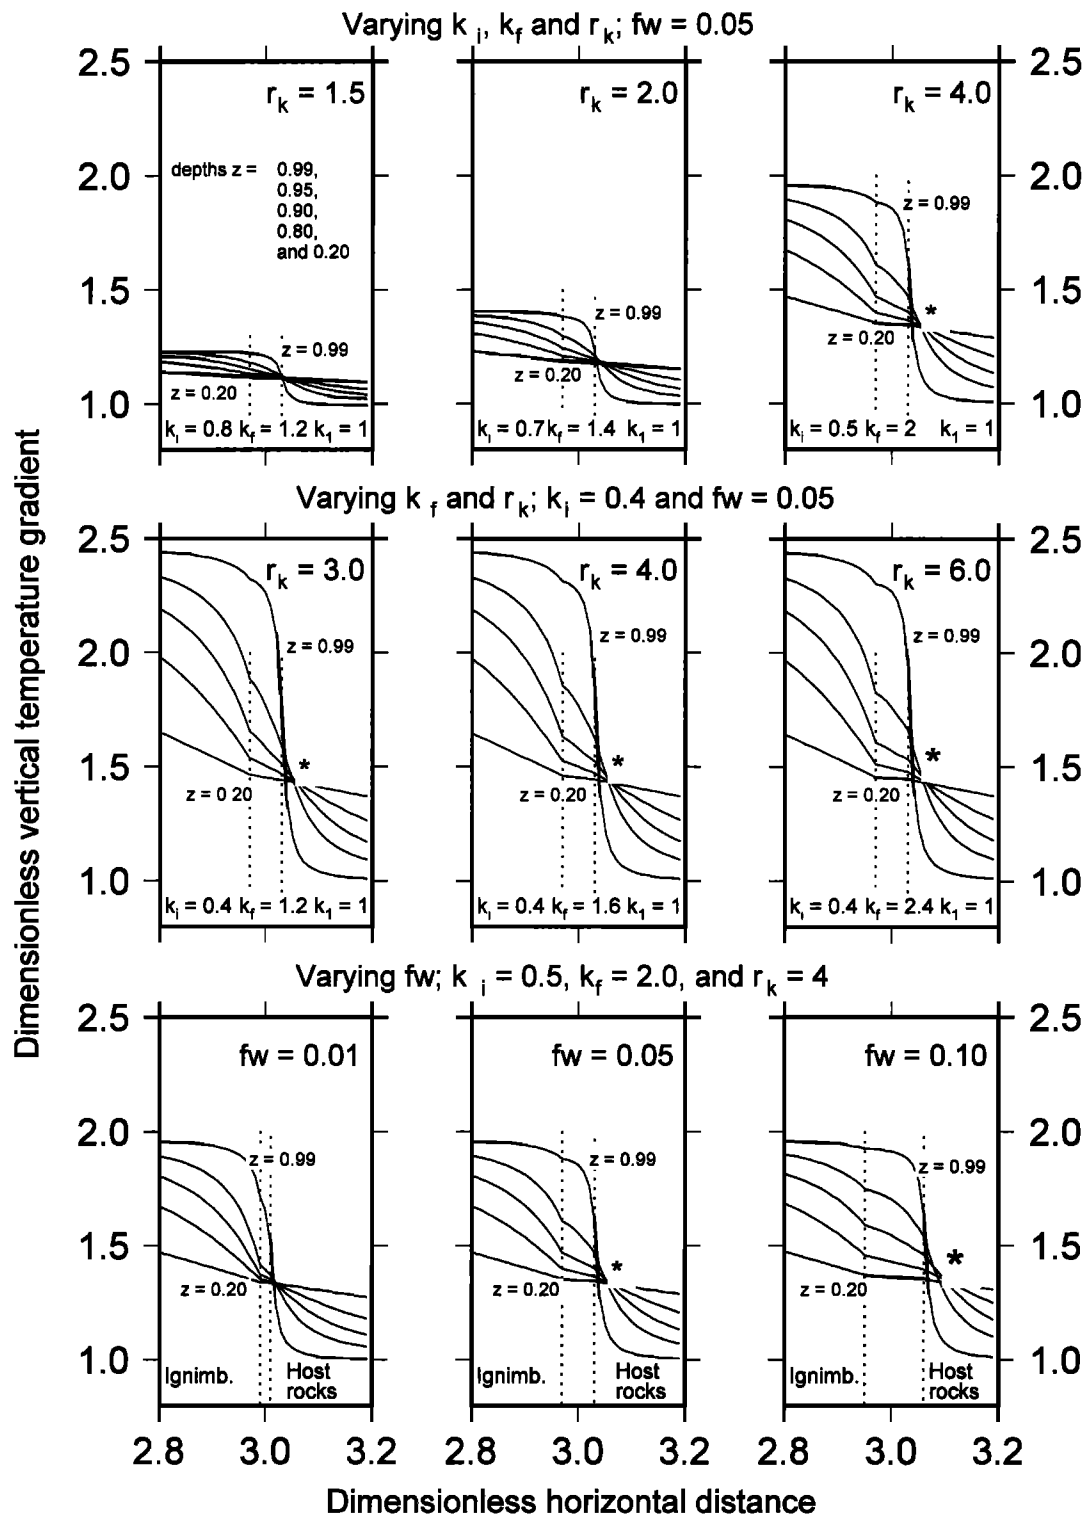 Varying k i, k f and r k; fw = 0.05
2.5 2.5
r k = 1.5 r k = 2.0 r k = 4.0
depths z = 0.99,
0.95,
0.90,
0.80,
and 0.20
2.0 2.0
z = 0.99
1.5 1.5
*
z = 0.99 z = 0.99
z = 0.20 z = 0.20 z = 0.20
1.0 1.0
k i = 0.8 k f = 1.2 k 1 = 1 k i = 0.7 k f = 1.4 k 1 = 1 k i = 0.5 k f = 2 k 1 = 1
Varying k f and r k; k i = 0.4 and fw = 0.05
2.5 2.5
r k = 3.0 r k = 4.0 r k = 6.0
2.0 2.0
z = 0.99 z = 0.99 z = 0.99
1.5 1.5
* * *
z = 0 20 z = 0.20 z = 0.20
1.0 1.0
k i = 0.4 k f = 1.2 k 1 = 1 k i = 0.4 k f = 1.6 k 1 = 1 k i = 0.4 k f = 2.4 k 1 = 1
Varying fw; k i = 0.5, k f = 2.0, and r k = 4
2.5 2.5
fw = 0.01 fw = 0.05 fw = 0.10
2.0 2.0
z = 0.99 z = 0.99 z = 0.99
1.5 1.5
* *
z = 0.20 z = 0.20 z = 0.20
1.0 1.0
Ignimb. Host rocks Ignimb. Host rocks Ignimb. Host rocks
2.8 3.0 3.2 2.8 3.0 3.2 2.8 3.0 3.2
Dimensionless horizontal distance
Dimensionless vertical temperature gradient